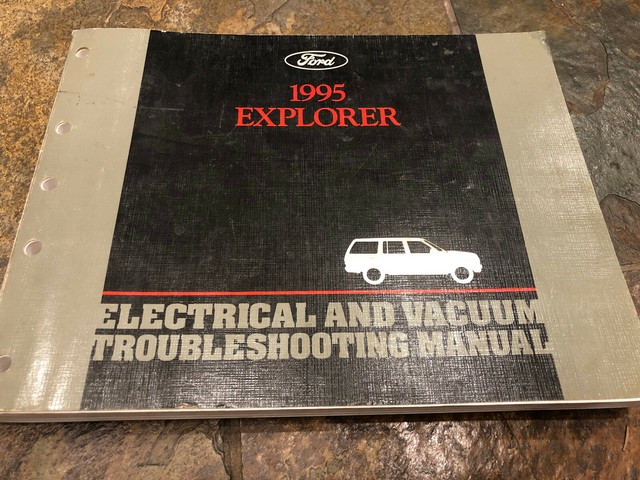 Ford
1995
EXPLORER
ELECTRICAL AND VACUUM
TROUBLESHOOTING MANUAL